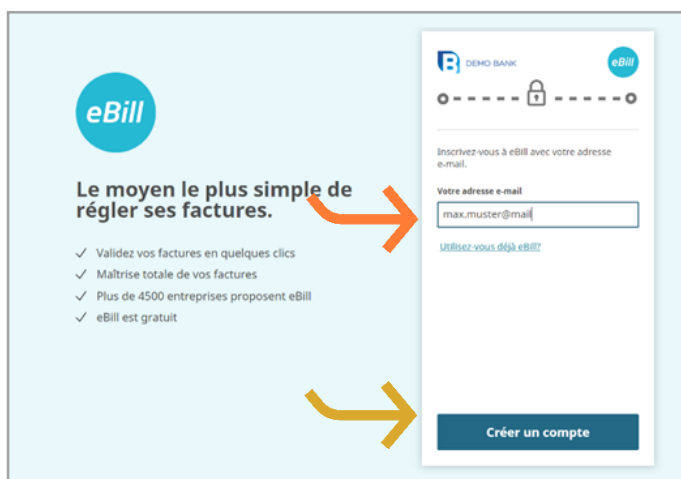 eBill
Le moyen le plus simple de
régler ses factures.
Validez vos factures en quelques clics
Maîtrise totale de vos factures
Plus de 4500 entreprises proposent eBill
eBill est gratuit
DEMO BANK
eBill
Inscrivez-vous à eBill avec votre adresse
e-mail.
Votre adresse e-mail
max.muster@mail
Utilisez-vous déjà eBill?
Créer un compte